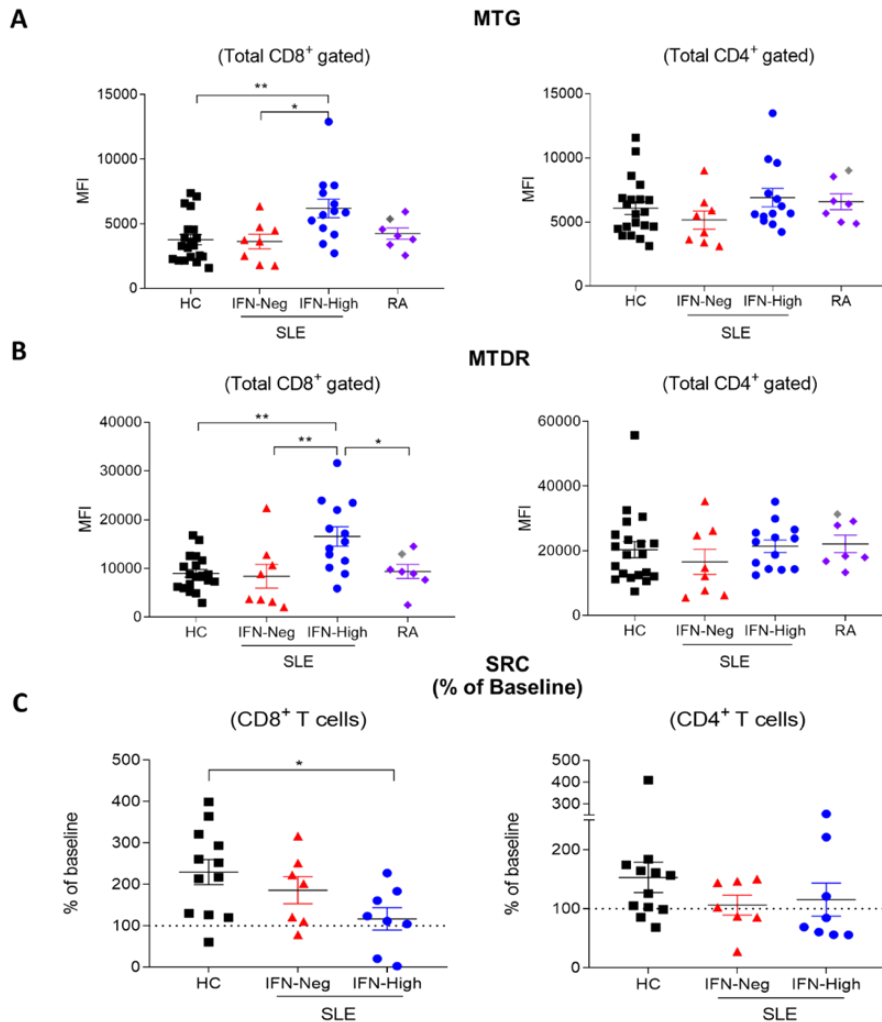 A
MTG
(Total CD8+ gated)
(Total CD4+ gated)
**
*
MFI
15000
10000
5000
0
HC
IFN-Neg
IFN-High
RA
SLE
MFI
15000
10000
5000
0
HC
IFN-Neg
IFN-High
RA
SLE
B
MTDR
(Total CD8+ gated)
(Total CD4+ gated)
**
**
*
MFI
40000
30000
20000
10000
0
HC
IFN-Neg
IFN-High
RA
SLE
MFI
60000
40000
20000
0
HC
IFN-Neg
IFN-High
RA
SLE
SRC
(% of Baseline)
C
(CD8+ T cells)
(CD4+ T cells)
*
% of baseline
500
400
300
200
100
0
HC
IFN-Neg
IFN-High
SLE
% of baseline
500
400
300
200
100
0
HC
IFN-Neg
IFN-High
SLE